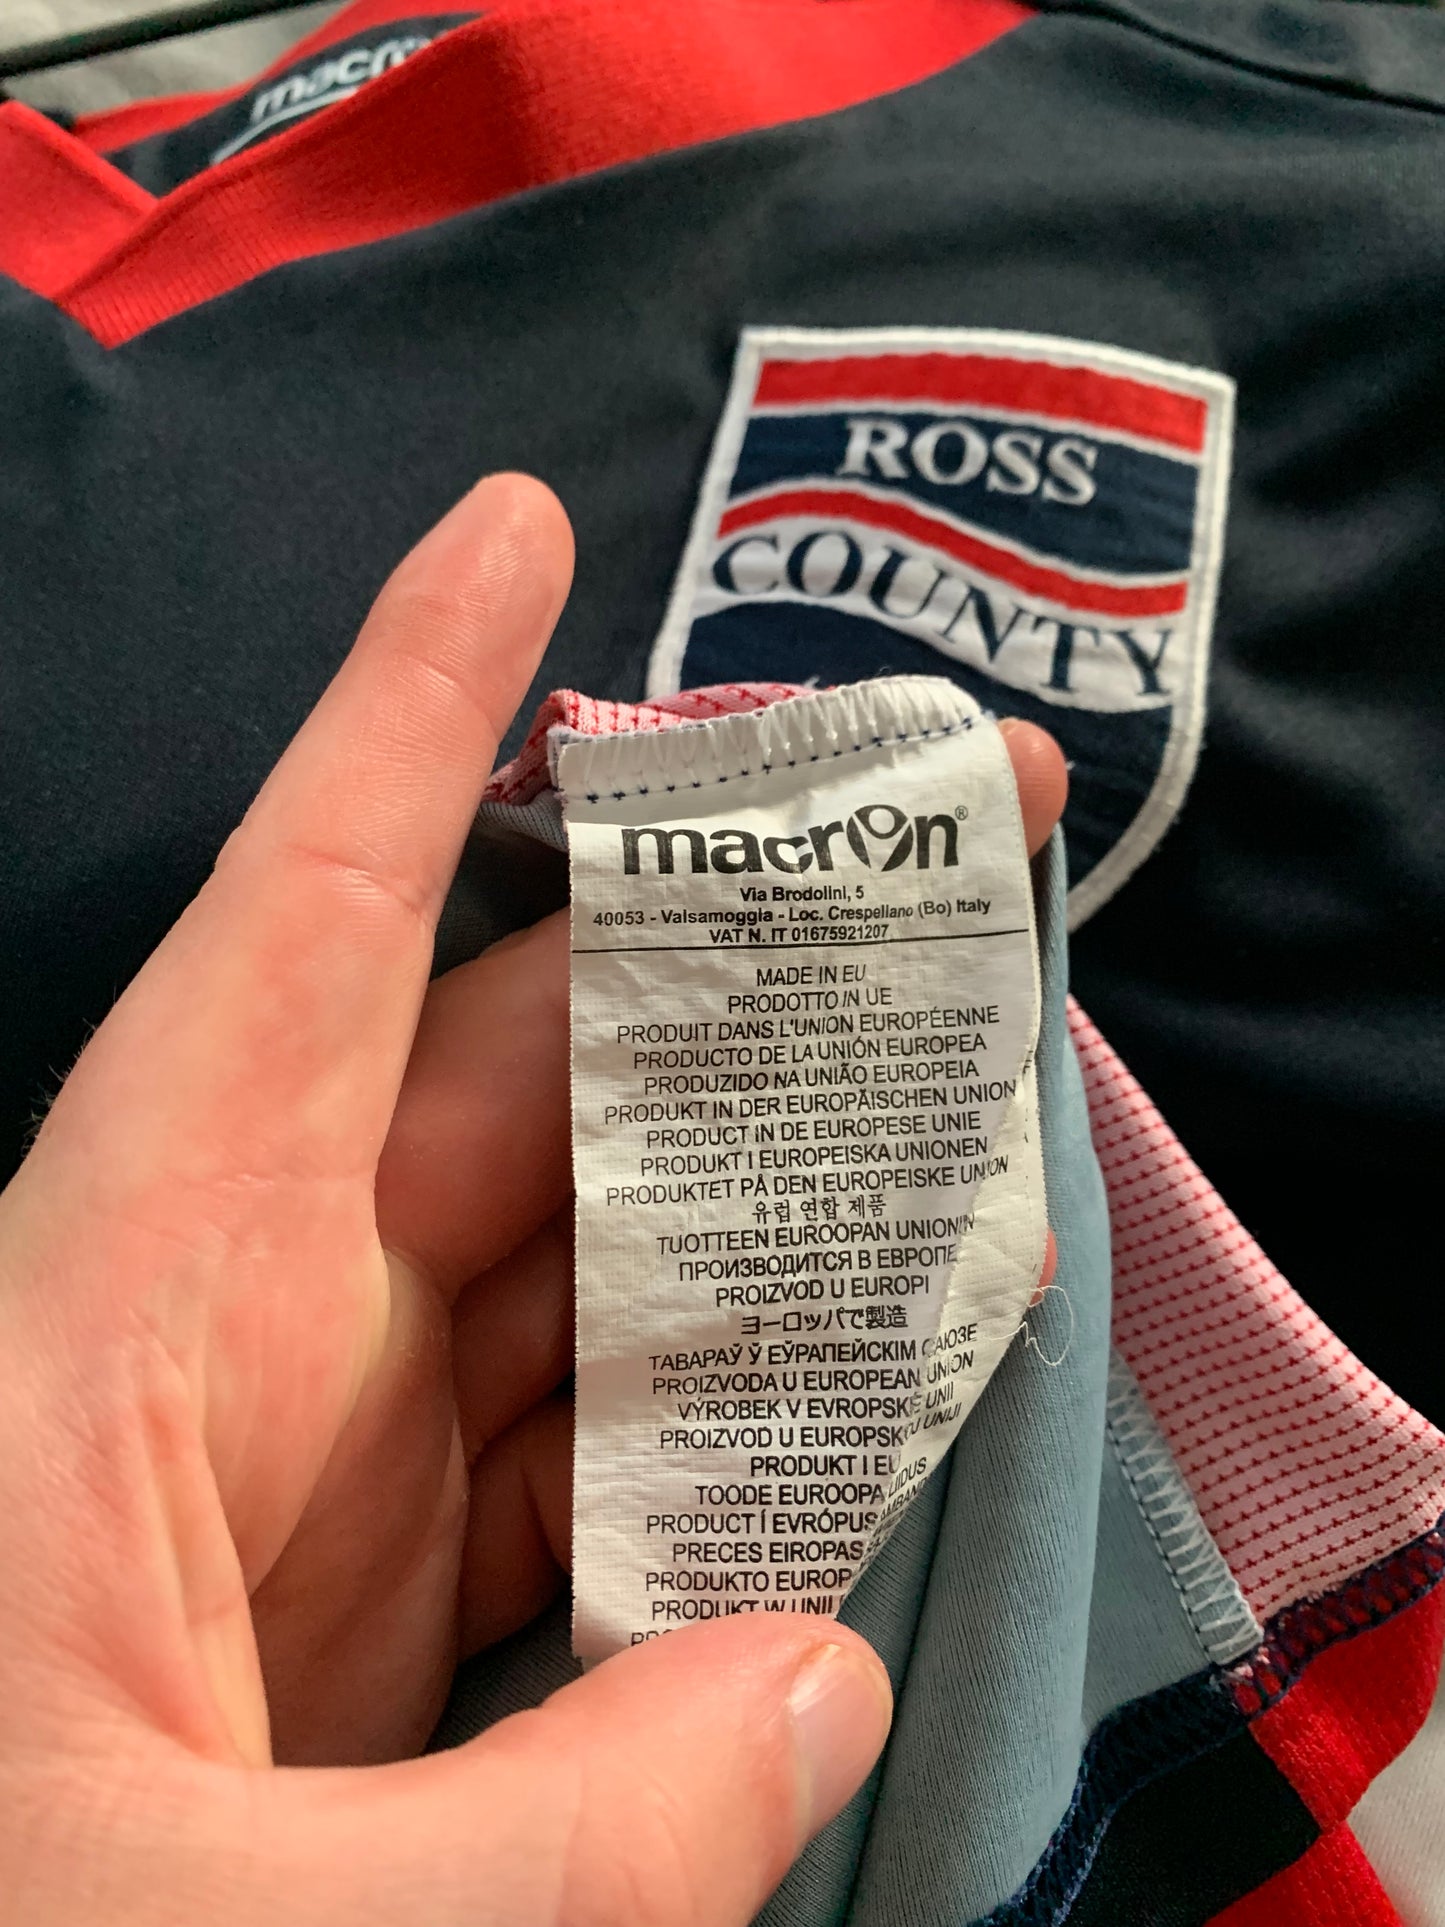 macron
ROSS
COUNTY
macron®
Via Brodolini, 5
40053 - Valsamoggia - Loc. Crespellano (Bo) Italy
VAT N. IT 01675921207
MADE IN EU
PRODOTTO IN UE
PRODUIT DANS L'UNION EUROPÉENNE
PRODUCTO DE LA UNIÓN EUROPEA
PRODUZIDO NA UNIÃO EUROPEIA
PRODUKT IN DER EUROPÄISCHEN UNION
PRODUCT IN DE EUROPESE UNIE
PRODUKT I EUROPEISKA UNIONEN
PRODUKTET PÅ DEN EUROPEISKE UNION
유럽 연합 제품
TUOTTEEN EUROOPAN UNIONIN
ПРОИЗВОДИТСЯ В ЕВРОПЕ
PROIZVOD U EUROPI
ヨーロッパで製造
ТАВАРАЎ Ў ЕЎРАПЕЙСКІМ САЮЗЕ
PROIZVODA U EUROPEAN UNION
VÝROBEK V EVROPSKÉ UNII
PROIZVOD U EUROPSKOJ UNIJI
PRODUKT I EU
TOODE EUROOPA LIIDUS
PRODUCT Í EVRÓPUSAMBAND
PRECES EIROPAS
PRODUKTO EUROP
PRODUKT W UNII